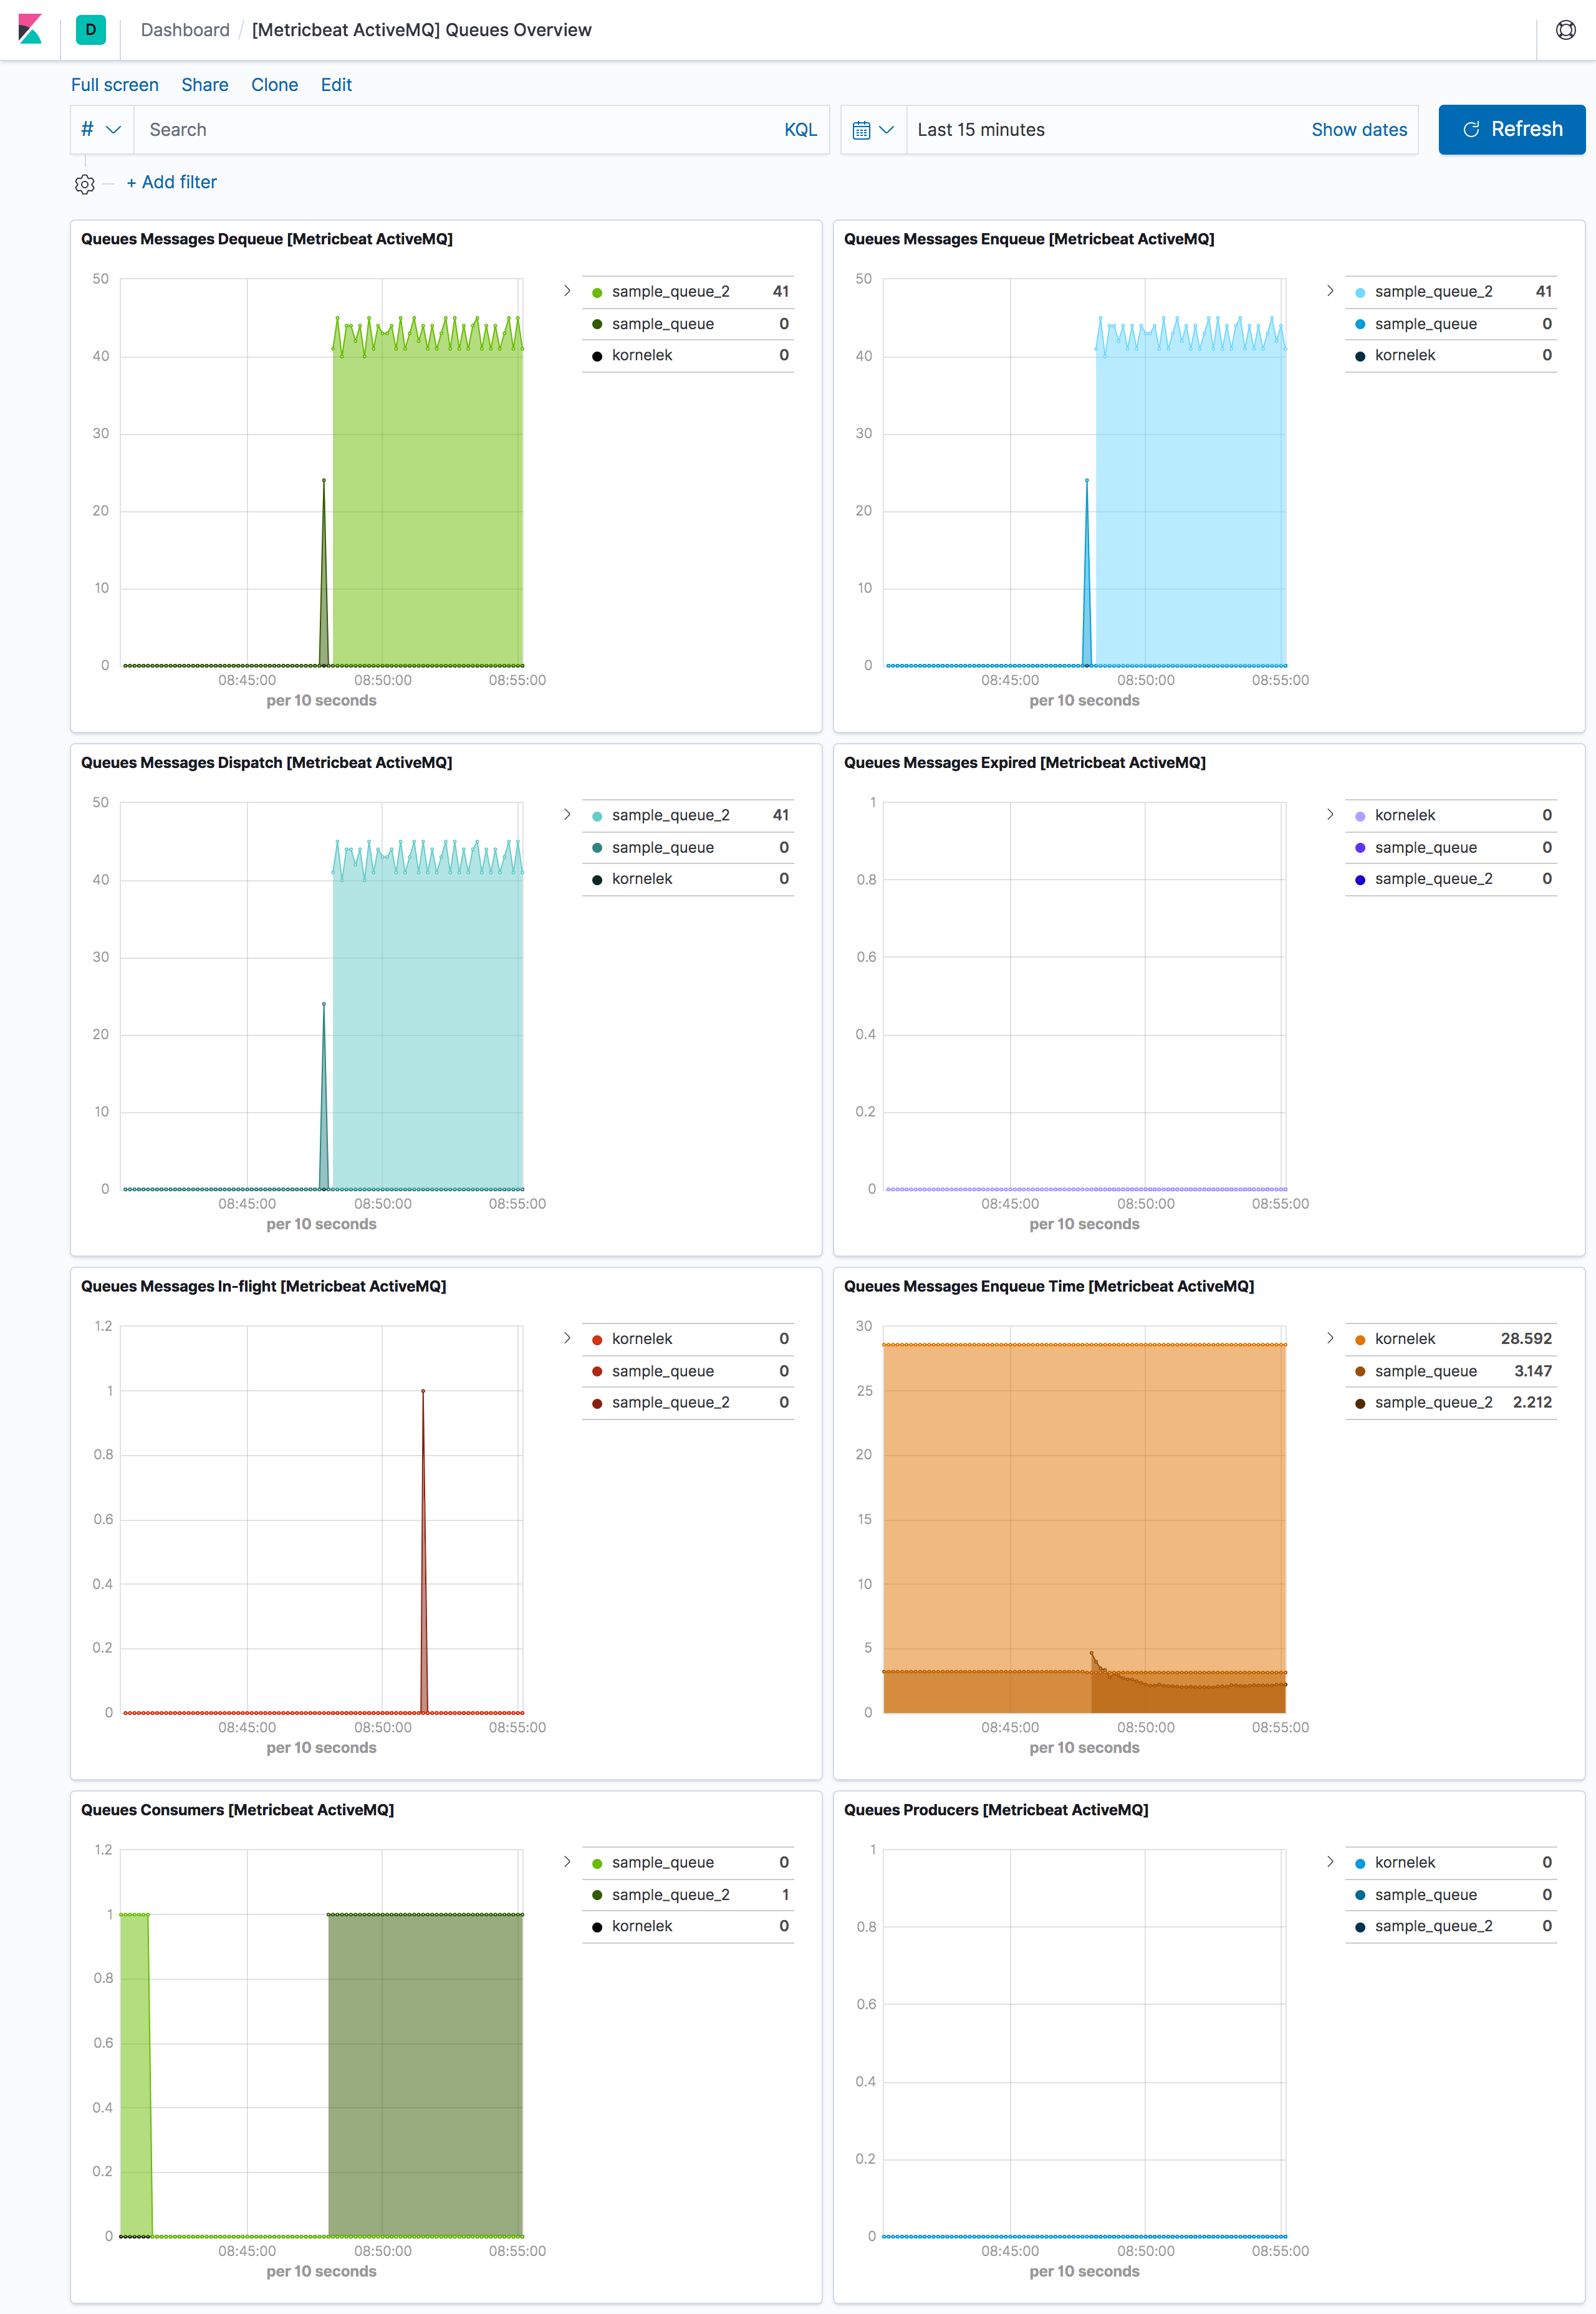 D Dashboard / [Metricbeat ActiveMQ] Queues Overview
Full screen Share Clone Edit
# Search KQL Last 15 minutes Show dates Refresh
+ Add filter
Queues Messages Dequeue [Metricbeat ActiveMQ]
50
40
30
20
10
0
08:45:00 08:50:00 08:55:00
per 10 seconds
sample_queue_2 41
sample_queue 0
kornelek 0
Queues Messages Enqueue [Metricbeat ActiveMQ]
50
40
30
20
10
0
08:45:00 08:50:00 08:55:00
per 10 seconds
sample_queue_2 41
sample_queue 0
kornelek 0
Queues Messages Dispatch [Metricbeat ActiveMQ]
50
40
30
20
10
0
08:45:00 08:50:00 08:55:00
per 10 seconds
sample_queue_2 41
sample_queue 0
kornelek 0
Queues Messages Expired [Metricbeat ActiveMQ]
1
0.8
0.6
0.4
0.2
0
08:45:00 08:50:00 08:55:00
per 10 seconds
kornelek 0
sample_queue 0
sample_queue_2 0
Queues Messages In-flight [Metricbeat ActiveMQ]
1.2
1
0.8
0.6
0.4
0.2
0
08:45:00 08:50:00 08:55:00
per 10 seconds
kornelek 0
sample_queue 0
sample_queue_2 0
Queues Messages Enqueue Time [Metricbeat ActiveMQ]
30
25
20
15
10
5
0
08:45:00 08:50:00 08:55:00
per 10 seconds
kornelek 28.592
sample_queue 3.147
sample_queue_2 2.212
Queues Consumers [Metricbeat ActiveMQ]
1.2
1
0.8
0.6
0.4
0.2
0
08:45:00 08:50:00 08:55:00
per 10 seconds
sample_queue 0
sample_queue_2 1
kornelek 0
Queues Producers [Metricbeat ActiveMQ]
1
0.8
0.6
0.4
0.2
0
08:45:00 08:50:00 08:55:00
per 10 seconds
kornelek 0
sample_queue 0
sample_queue_2 0